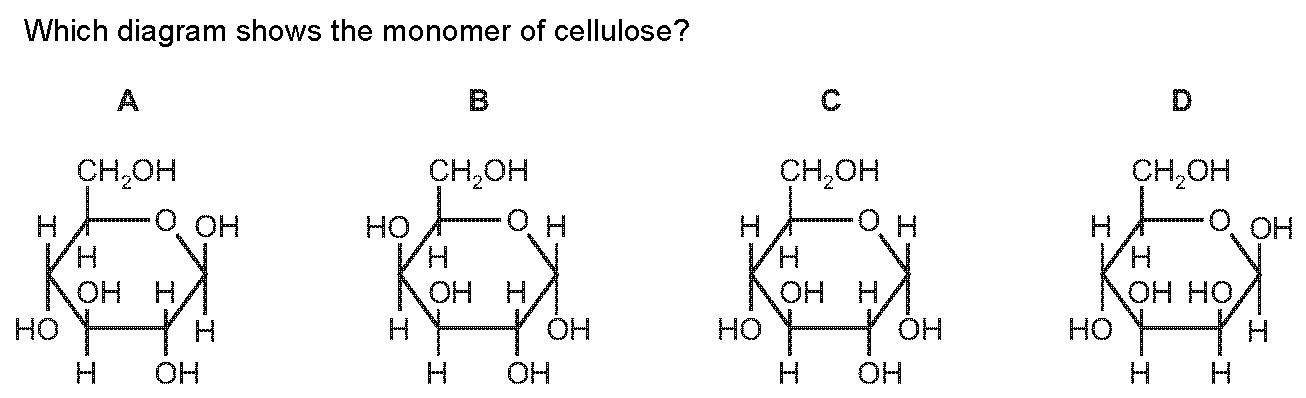 Which diagram shows the monomer of cellulose?
A B C D
CH₂OH CH₂OH CH₂OH CH₂OH
H O OH HO O H H O H H O OH
H H H H
OH H OH H OH H OH HO
HO H H OH HO OH HO H
H OH H OH H OH H H